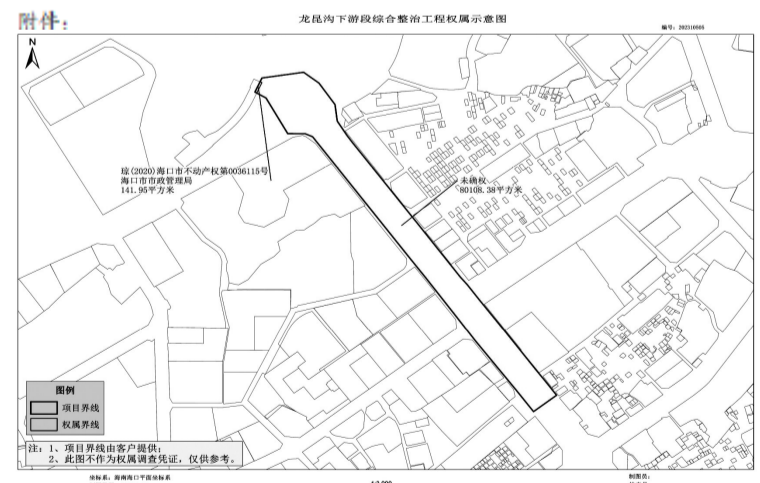 附件：
龙昆沟下游段综合整治工程权属示意图
编号：202310505
N
琼(2020)海口市不动产权第0036115号
海口市市政管理局
141.95平方米
未确权
80108.38平方米
图例
项目界线
权属界线
注：1、项目界线由客户提供；
2、此图不作为权属调查凭证，仅供参考。
坐标系：海南海口平面坐标系
制图员：